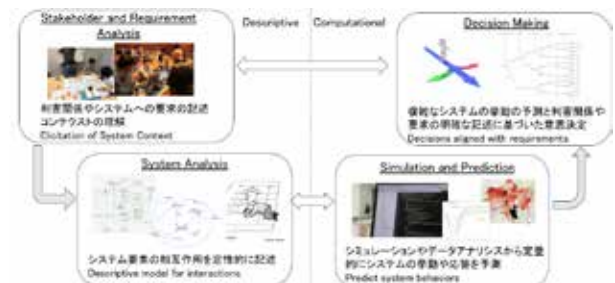 Stakeholder and Requirement
Analysis
利害関係やシステムへの要求の記述
コンテクストの理解
Elicitation of System Context
Descriptive
Computational
Decision Making
複雑なシステムの挙動の予測と利害関係や
要求の明確な記述に基づいた意思決定
Decisions aligned with requirements
System Analysis
システム要素の相互作用を定性的に記述
Descriptive model for interactions
Simulation and Prediction
シミュレーションやデータアナリシスから定量
的にシステムの挙動や応答を予測
Predict system behaviors